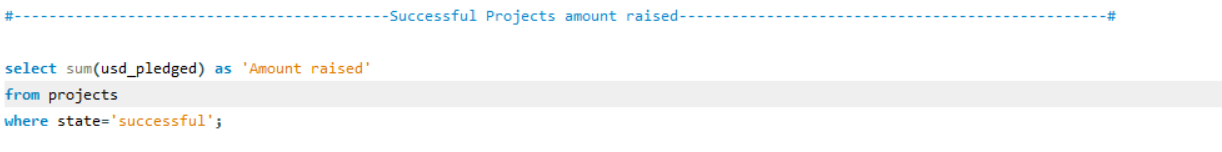 #-------------------------------------------Successful Projects amount raised-------------------------------------------------#
select sum(usd_pledged) as 'Amount raised'
from projects
where state='successful';